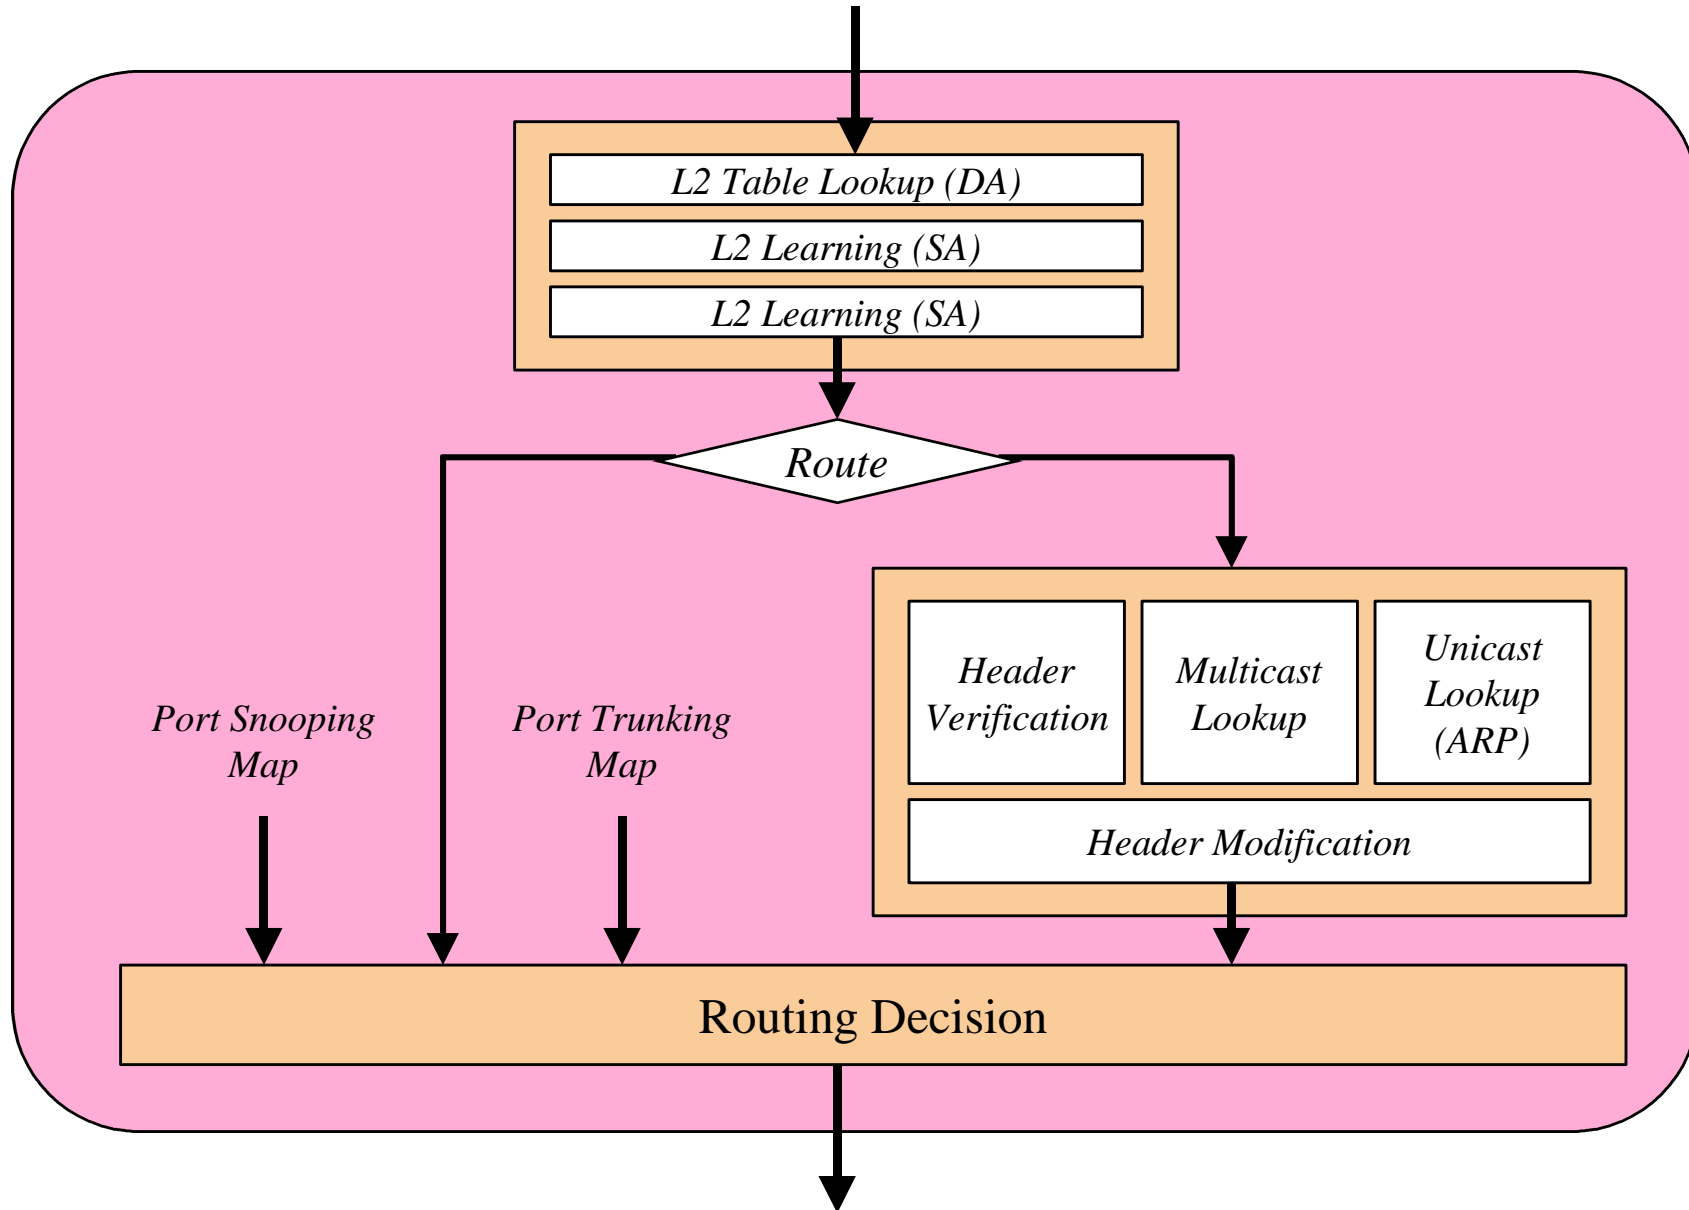 L2 Table Lookup (DA)
L2 Learning (SA)
L2 Learning (SA)
Route
Header
Verification
Multicast
Lookup
Unicast
Lookup
(ARP)
Port Snooping
Map
Port Trunking
Map
Header Modification
Routing Decision